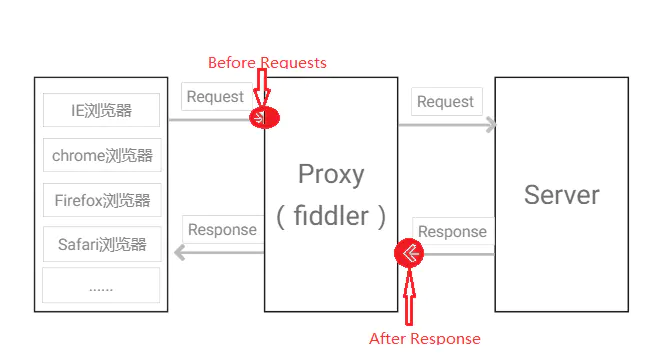 Before Requests
Request
Request
IE浏览器
chrome浏览器
Firefox浏览器
Safari浏览器
......
Proxy
( fiddler )
Server
Response
Response
After Response